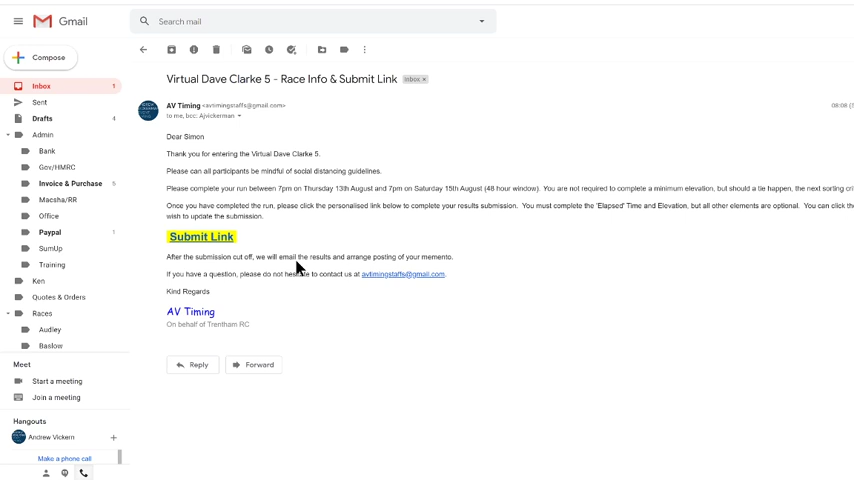 Gmail
Search mail
Compose
Inbox 1
Sent
Drafts 4
Admin
Bank
Gov/HMRC
Invoice & Purchase 5
Macsha/RR
Office
Paypal 1
SumUp
Training
Ken
Quotes & Orders
Races
Audley
Baslow
Meet
Start a meeting
Join a meeting
Hangouts
Andrew Vickern
Make a phone call
Virtual Dave Clarke 5 - Race Info & Submit Link Inbox x
AV Timing <avtimingstaffs@gmail.com> 08:08
to me, bcc: Ajvickerman
Dear Simon
Thank you for entering the Virtual Dave Clarke 5.
Please can all participants be mindful of social distancing guidelines.
Please complete your run between 7pm on Thursday 13th August and 7pm on Saturday 15th August (48 hour window). You are not required to complete a minimum elevation, but should a tie happen, the next sorting cri
Once you have completed the run, please click the personalised link below to complete your results submission. You must complete the 'Elapsed' Time and Elevation, but all other elements are optional. You can click the
wish to update the submission.
Submit Link
After the submission cut off, we will email the results and arrange posting of your memento.
If you have a question, please do not hesitate to contact us at avtimingstaffs@gmail.com.
Kind Regards
AV Timing
On behalf of Trentham RC
Reply Forward